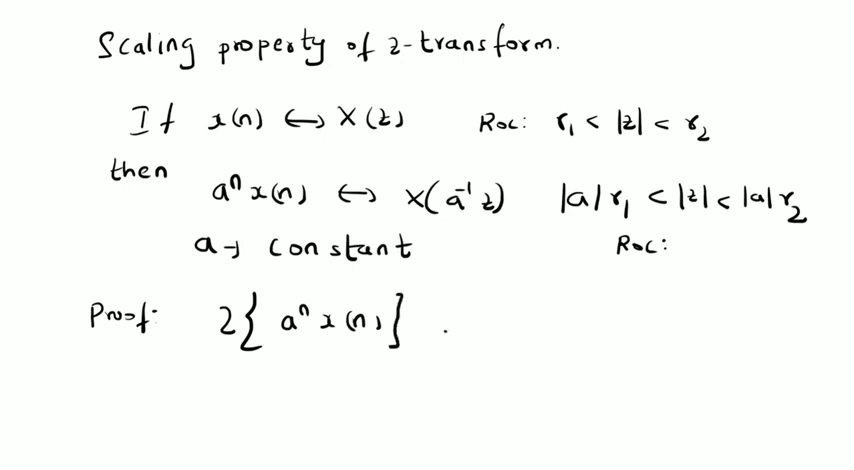 Scaling property of z-transform.
If x(n) ↔ X(z) ROC: r₁ < |z| < r₂
then
aⁿ x(n) ↔ X(a⁻¹z) |a|r₁ < |z| < |a|r₂
a → constant ROC:
Proof: Z{ aⁿ x(n) }